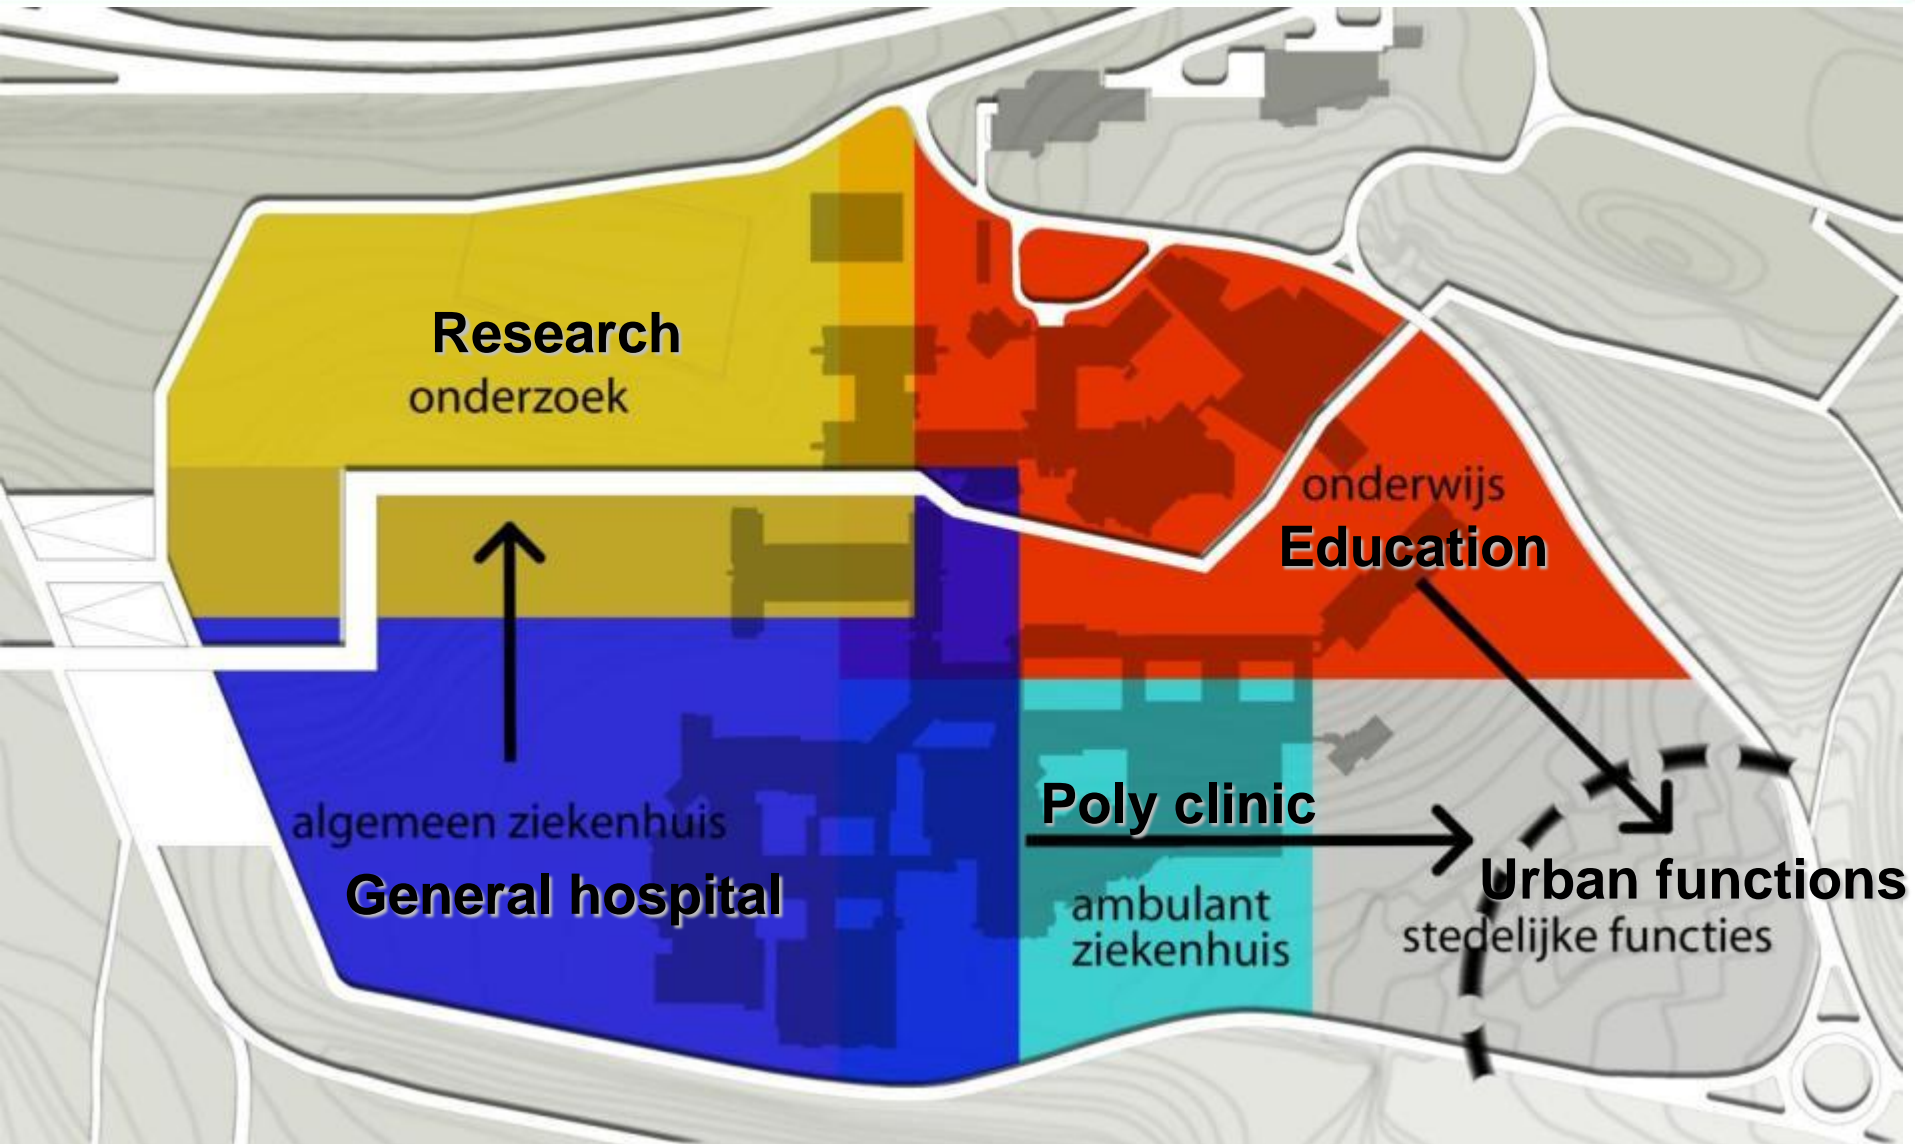 Research
onderzoek
onderwijs
Education
Poly clinic
algemeen ziekenhuis
General hospital
ambulant
ziekenhuis
Urban functions
stedelijke functies